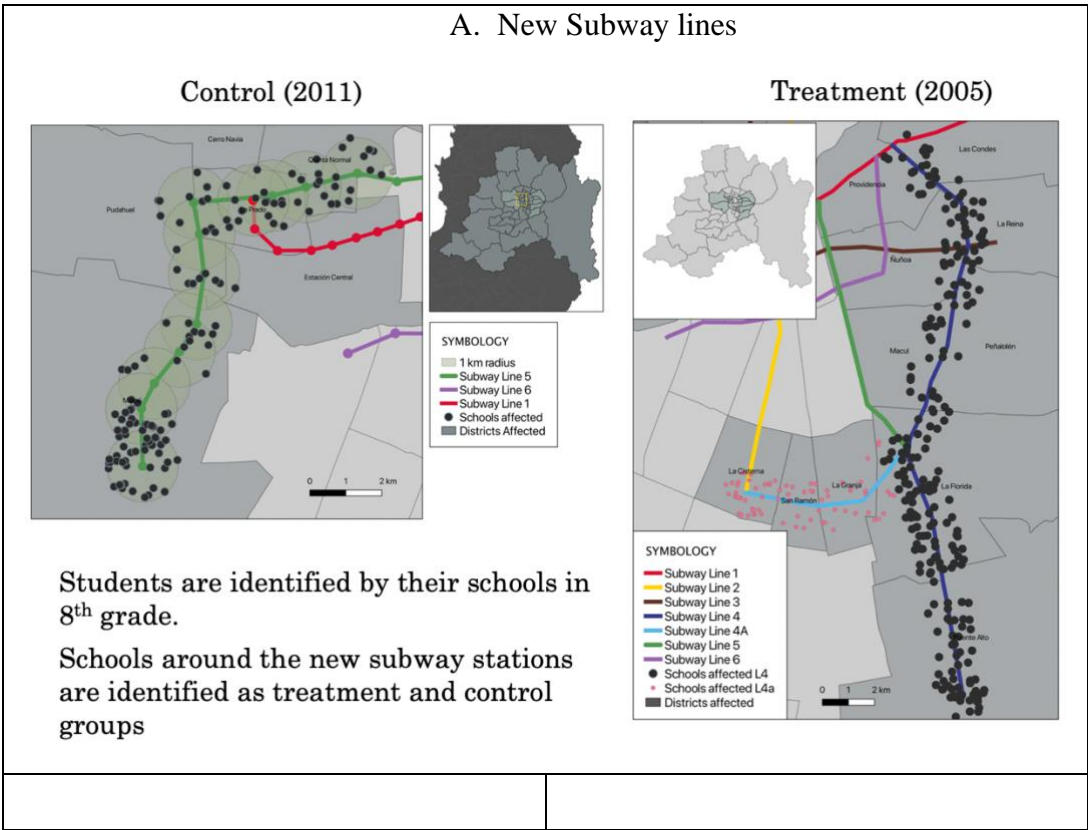 A. New Subway lines
Control (2011)
Treatment (2005)
Cerro Navia
Quinta Normal
Pudahuel
Prado
Estación Central
SYMBOLOGY
1 km radius
Subway Line 5
Subway Line 6
Subway Line 1
Schools affected
Districts Affected
0 1 2 km
Las Condes
Providencia
La Reina
Ñuñoa
Macul
Peñalolén
La Cisterna
La Granja
San Ramón
La Florida
Puente Alto
SYMBOLOGY
Subway Line 1
Subway Line 2
Subway Line 3
Subway Line 4
Subway Line 4A
Subway Line 5
Subway Line 6
Schools affected L4
Schools affected L4a
Districts affected
0 1 2 km
Students are identified by their schools in
8th grade.
Schools around the new subway stations
are identified as treatment and control
groups